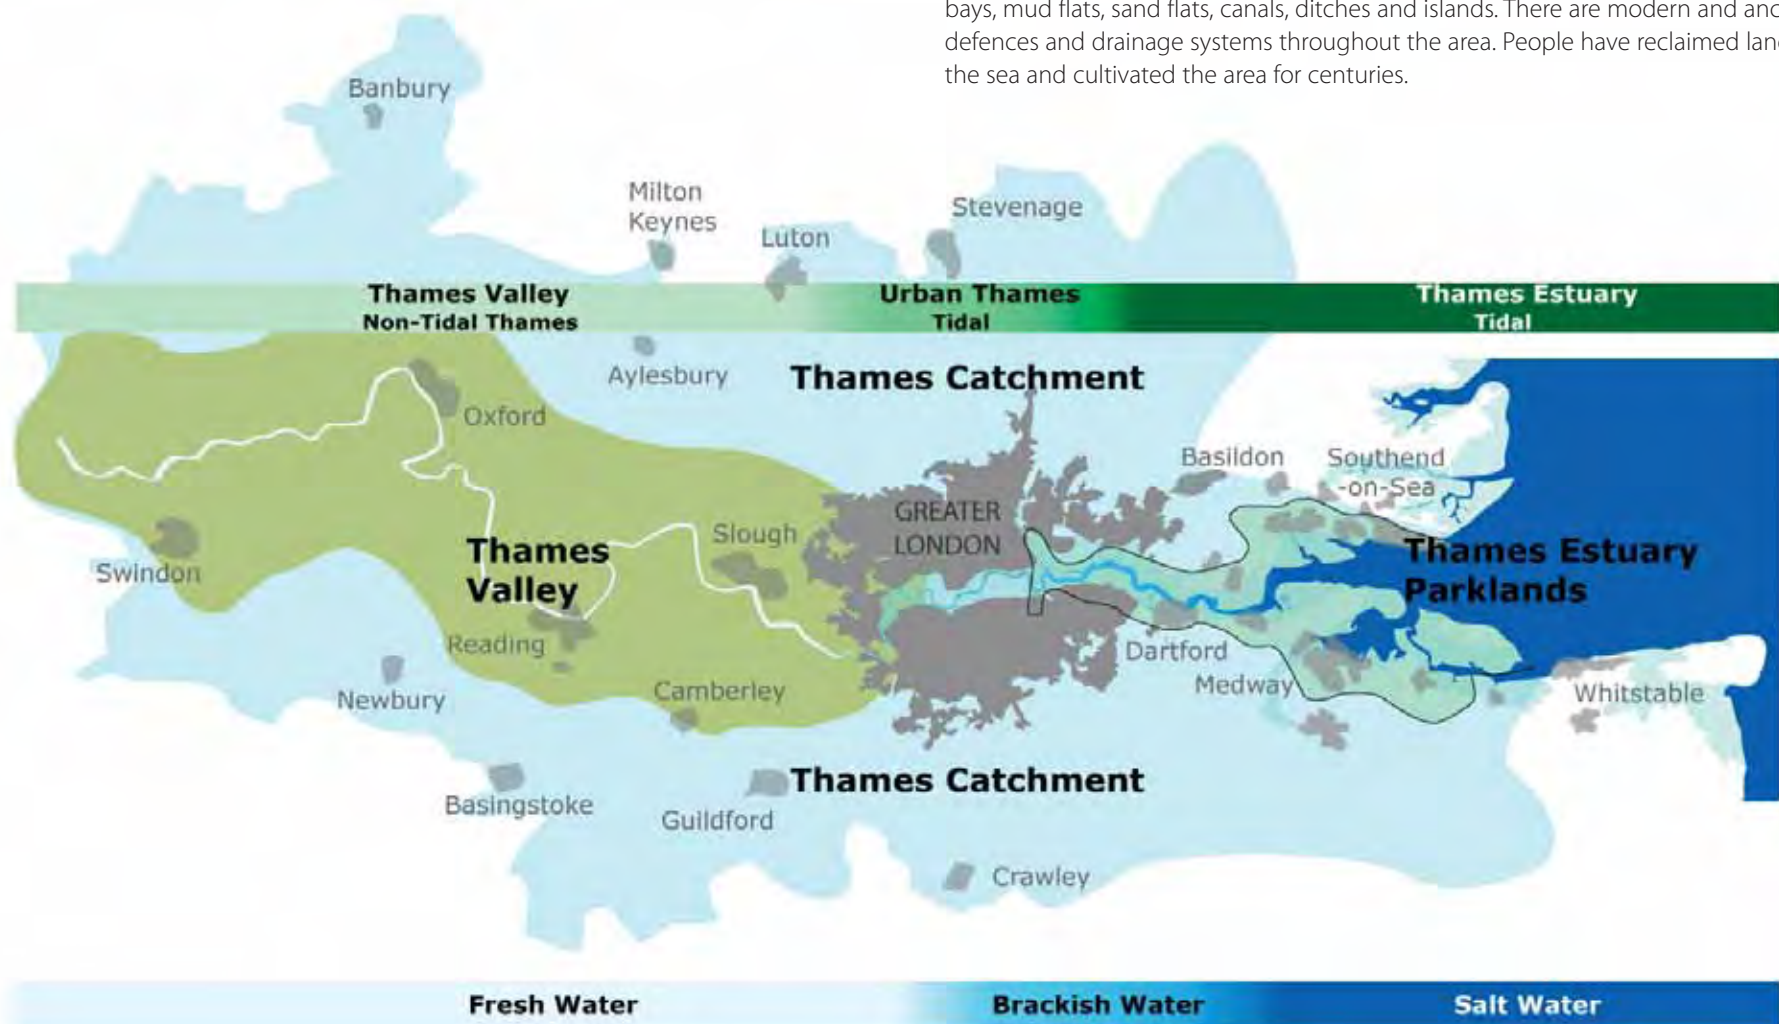 bays, mud flats, sand flats, canals, ditches and islands. There are modern and
defences and drainage systems throughout the area. People have reclaimed
the sea and cultivated the area for centuries.
Banbury
Milton
Keynes
Luton
Stevenage
Thames Valley
Non-Tidal Thames
Urban Thames
Tidal
Thames Estuary
Tidal
Aylesbury
Thames Catchment
Oxford
Basildon
Southend
-on-Sea
GREATER
LONDON
Slough
Thames
Valley
Swindon
Thames Estuary
Parklands
Reading
Dartford
Medway
Newbury
Camberley
Whitstable
Thames Catchment
Basingstoke
Guildford
Crawley
Fresh Water
Brackish Water
Salt Water